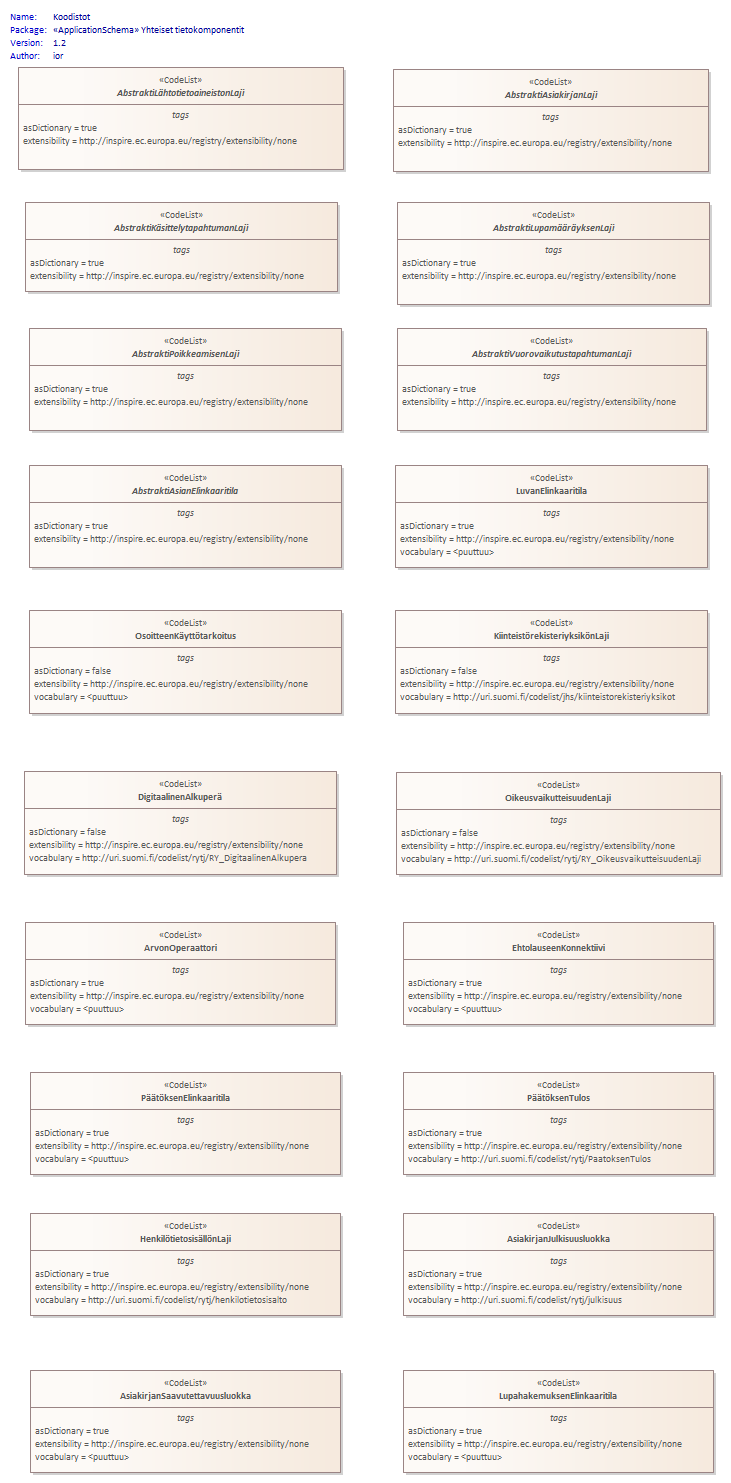 Name: Koodistot
Package: «ApplicationSchema» Yhteiset tietokomponentit
Version: 1.2
Author: ior
«CodeList»
AbstraktiLähtotietoaineistonLaji
tags
asDictionary = true
extensibility = http://inspire.ec.europa.eu/registry/extensibility/none
«CodeList»
AbstraktiAsiakirjanLaji
tags
asDictionary = true
extensibility = http://inspire.ec.europa.eu/registry/extensibility/none
«CodeList»
AbstraktiKäsittelytapahtumanLaji
tags
asDictionary = true
extensibility = http://inspire.ec.europa.eu/registry/extensibility/none
«CodeList»
AbstraktiLupamääräyksenLaji
tags
asDictionary = true
extensibility = http://inspire.ec.europa.eu/registry/extensibility/none
«CodeList»
AbstraktiPoikkeamisenLaji
tags
asDictionary = true
extensibility = http://inspire.ec.europa.eu/registry/extensibility/none
«CodeList»
AbstraktiVuorovaikutustapahtumanLaji
tags
asDictionary = true
extensibility = http://inspire.ec.europa.eu/registry/extensibility/none
«CodeList»
AbstraktiAsianElinkaaritila
tags
asDictionary = true
extensibility = http://inspire.ec.europa.eu/registry/extensibility/none
«CodeList»
LuvanElinkaaritila
tags
asDictionary = true
extensibility = http://inspire.ec.europa.eu/registry/extensibility/none
vocabulary = <puuttuu>
«CodeList»
OsoitteenKäyttötarkoitus
tags
asDictionary = false
extensibility = http://inspire.ec.europa.eu/registry/extensibility/none
vocabulary = <puuttuu>
«CodeList»
KiinteistörekisteriyksikönLaji
tags
asDictionary = false
extensibility = http://inspire.ec.europa.eu/registry/extensibility/none
vocabulary = http://uri.suomi.fi/codelist/jhs/kiinteistorekisteriyksikot
«CodeList»
DigitaalinenAlkuperä
tags
asDictionary = false
extensibility = http://inspire.ec.europa.eu/registry/extensibility/none
vocabulary = http://uri.suomi.fi/codelist/rytj/RY_DigitaalinenAlkupera
«CodeList»
OikeusvaikutteisuudenLaji
tags
asDictionary = false
extensibility = http://inspire.ec.europa.eu/registry/extensibility/none
vocabulary = http://uri.suomi.fi/codelist/rytj/RY_OikeusvaikutteisuudenLaji
«CodeList»
ArvonOperaattori
tags
asDictionary = true
extensibility = http://inspire.ec.europa.eu/registry/extensibility/none
vocabulary = <puuttuu>
«CodeList»
EhtolauseenKonnektiivi
tags
asDictionary = true
extensibility = http://inspire.ec.europa.eu/registry/extensibility/none
vocabulary = <puuttuu>
«CodeList»
PäätöksenElinkaaritila
tags
asDictionary = true
extensibility = http://inspire.ec.europa.eu/registry/extensibility/none
vocabulary = <puuttuu>
«CodeList»
PäätöksenTulos
tags
asDictionary = true
extensibility = http://inspire.ec.europa.eu/registry/extensibility/none
vocabulary = http://uri.suomi.fi/codelist/rytj/PaatoksenTulos
«CodeList»
HenkilötietosisällönLaji
tags
asDictionary = true
extensibility = http://inspire.ec.europa.eu/registry/extensibility/none
vocabulary = http://uri.suomi.fi/codelist/rytj/henkilotietosisalto
«CodeList»
AsiakirjanJulkisuusluokka
tags
asDictionary = true
extensibility = http://inspire.ec.europa.eu/registry/extensibility/none
vocabulary = http://uri.suomi.fi/codelist/rytj/julkisuus
«CodeList»
AsiakirjanSaavutettavuusluokka
tags
asDictionary = true
extensibility = http://inspire.ec.europa.eu/registry/extensibility/none
vocabulary = <puuttuu>
«CodeList»
LupahakemuksenElinkaaritila
tags
asDictionary = true
extensibility = http://inspire.ec.europa.eu/registry/extensibility/none
vocabulary = <puuttuu>